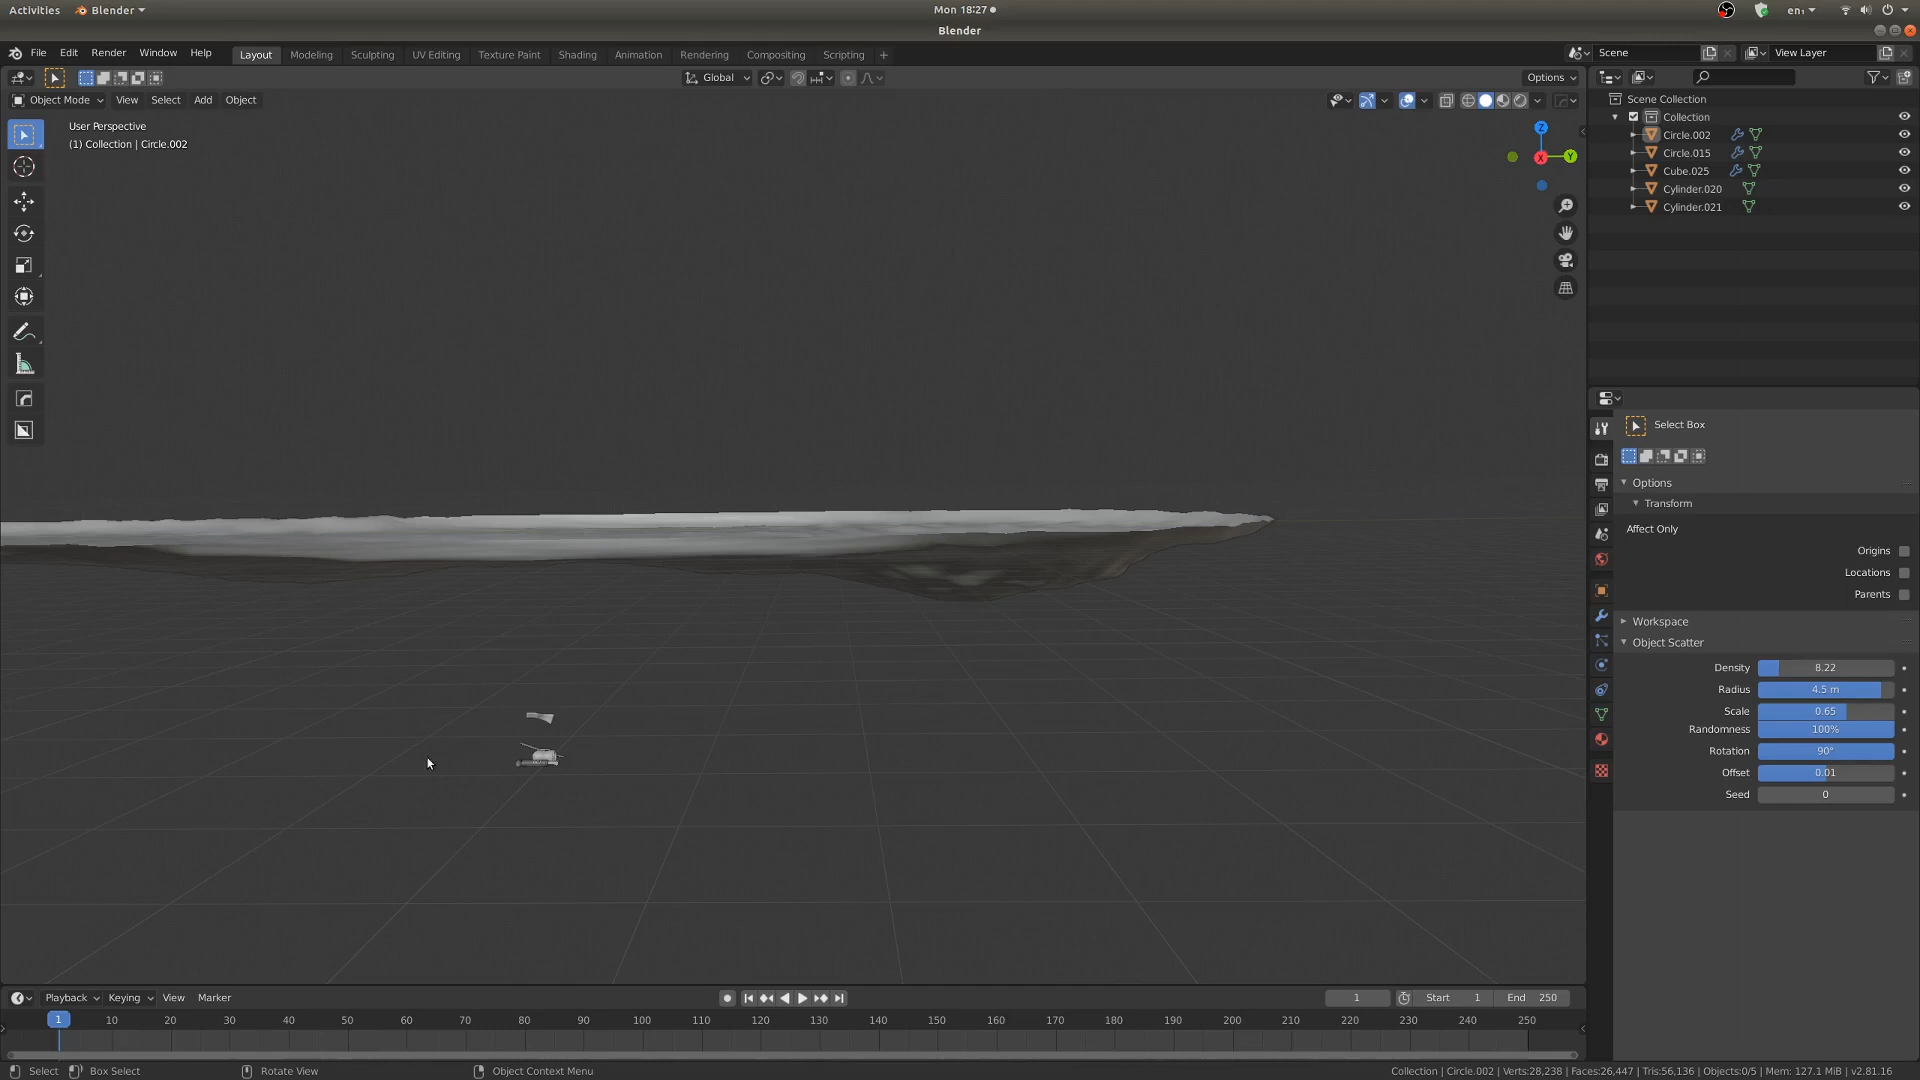 Activities Blender Mon 18:27 en₁
Blender
File Edit Render Window Help Layout Modeling Sculpting UV Editing Texture Paint Shading Animation Rendering Compositing Scripting + Scene View Layer
Global Options
Object Mode View Select Add Object
User Perspective
(1) Collection | Circle.002
Z
X Y
Scene Collection
Collection
Circle.002
Circle.015
Cube.025
Cylinder.020
Cylinder.021
Select Box
Options
Transform
Affect Only
Origins
Locations
Parents
Workspace
Object Scatter
Density 8.22
Radius 4.5 m
Scale 0.65
Randomness 100%
Rotation 90°
Offset 0.01
Seed 0
Playback Keying View Marker 1 Start 1 End 250
1 10 20 30 40 50 60 70 80 90 100 110 120 130 140 150 160 170 180 190 200 210 220 230 240 250
Select Box Select Rotate View Object Context Menu Collection | Circle.002 | Verts:28,238 | Faces:26,447 | Tris:56,136 | Objects:0/5 | Mem: 127.1 MiB | v2.81.16